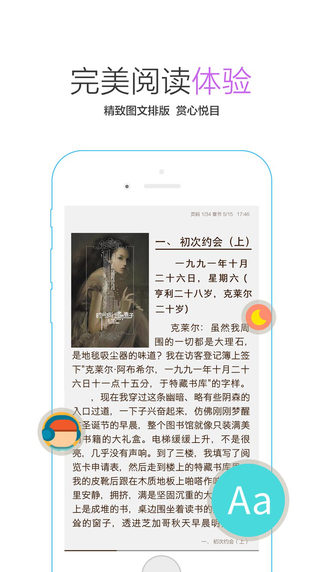 完美阅读体验
精致图文排版 赏心悦目
页码 1/34 章节 5/15 17:46
一、 初次约会（上）
一九九一年十月
二十六日，星期六（
亨利二十八岁，克莱尔
二十岁）
克莱尔：虽然我周
围的一切都是大理石，
是地毯吸尘器的味道？我在访客登记簿上签
下“克莱尔·阿布希尔，一九九一年十月二十
六日十一点十五分，于特藏书库”的字样。
，现在我穿过这条幽暗、略有些阴森的
入口过道，一下子兴奋起来，仿佛刚刚梦醒
圣诞节的早晨，整个图书馆就像只装满美
书籍的大礼盒。电梯缓缓上升，不是很
亮，几乎没有声响。到了三楼，我填写了阅
览卡申请表，然后走到楼上的特藏书库
的皮靴后跟在木质地板上啪嗒作
里安静，拥挤，满是坚固沉重的大
上是成堆的书，桌边围坐着读书的
耸的窗子，透进芝加哥秋天早晨明
Aa
一、 初次约会（上）